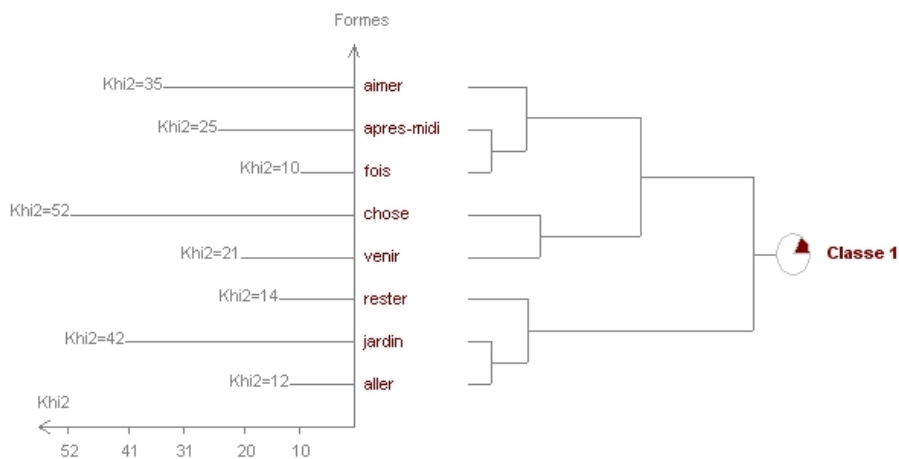 Formes
Khi2=35 aimer
Khi2=25 apres-midi
Khi2=10 fois
Khi2=52 chose
Khi2=21 venir
Classe 1
Khi2=14 rester
Khi2=42 jardin
Khi2=12 aller
Khi2
52 41 31 20 10